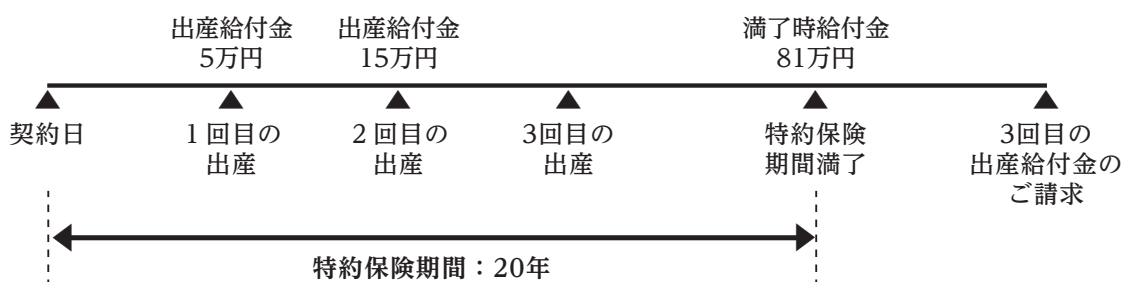 出産給付金
5万円
出産給付金
15万円
満了時給付金
81万円
契約日
1回目の
出産
2回目の
出産
3回目の
出産
特約保険
期間満了
3回目の
出産給付金の
ご請求
特約保険期間：20年